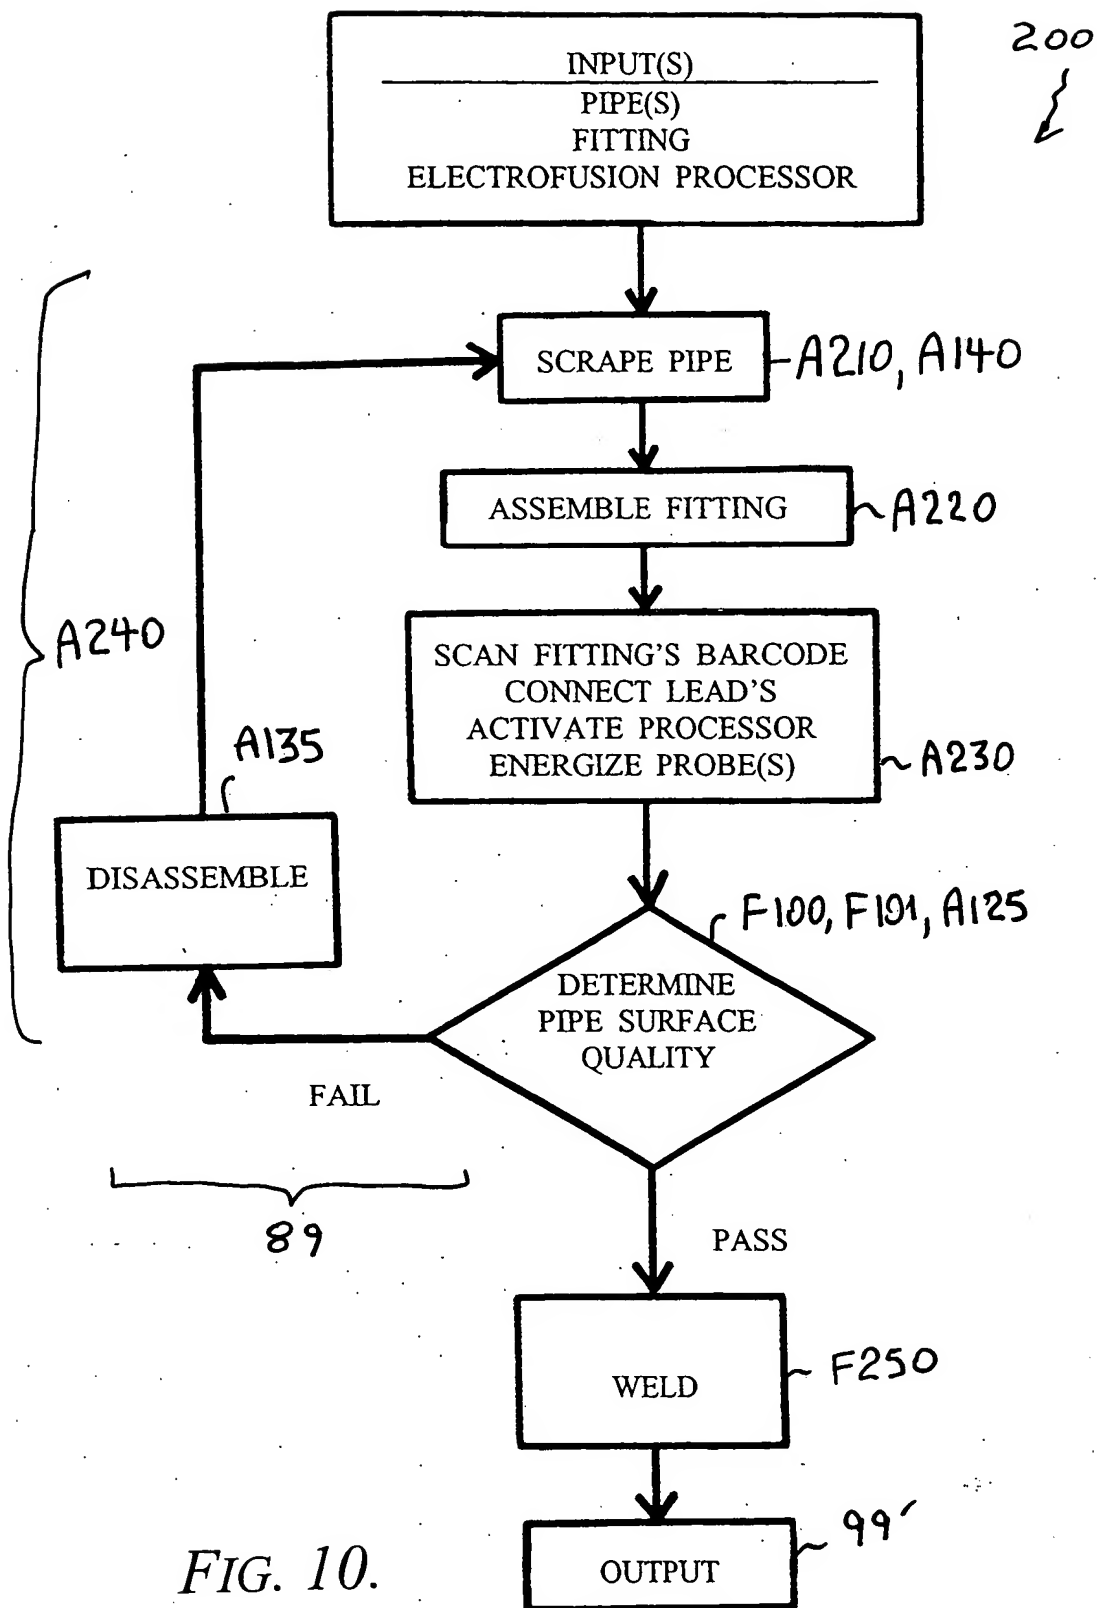 200
INPUT(S)
PIPE(S)
FITTING
ELECTROFUSION PROCESSOR
SCRAPE PIPE
A210, A140
ASSEMBLE FITTING
A220
A240
SCAN FITTING'S BARCODE
CONNECT LEAD'S
ACTIVATE PROCESSOR
ENERGIZE PROBE(S)
A230
A135
DISASSEMBLE
F100, F101, A125
DETERMINE
PIPE SURFACE
QUALITY
FAIL
89
PASS
WELD
F250
OUTPUT
99'
FIG. 10.